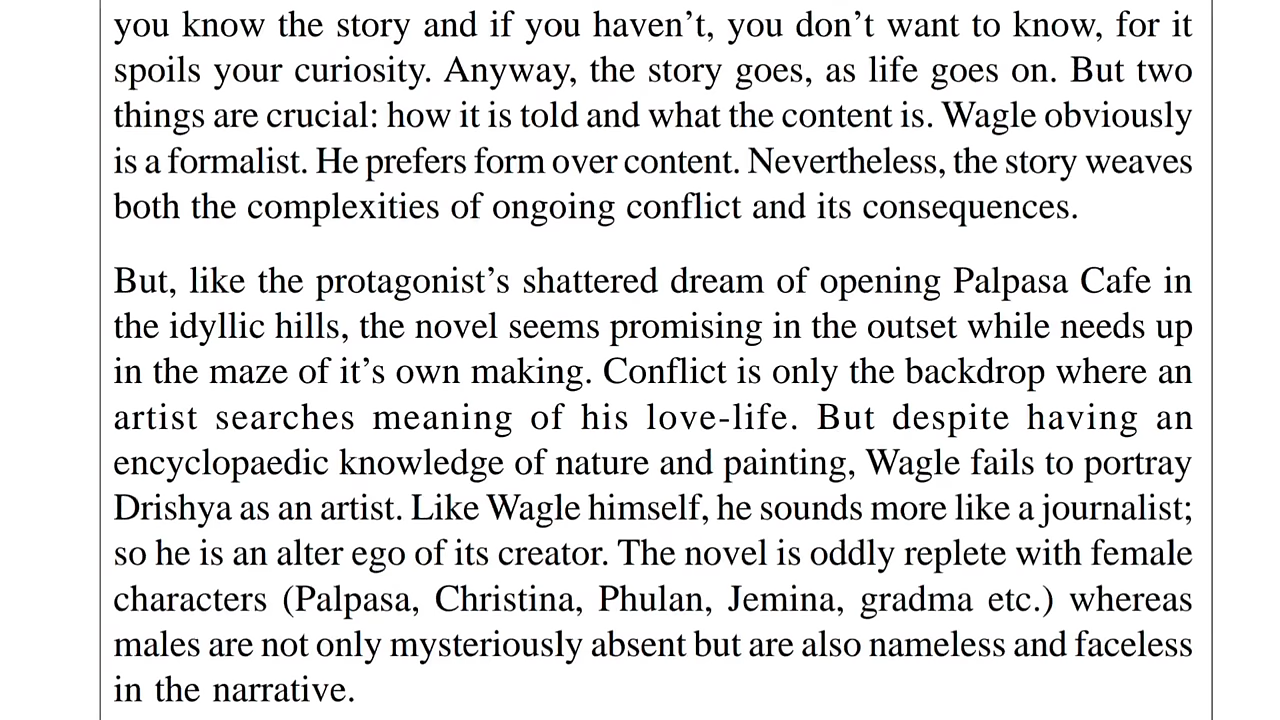 you know the story and if you haven’t, you don’t want to know, for it
spoils your curiosity. Anyway, the story goes, as life goes on. But two
things are crucial: how it is told and what the content is. Wagle obviously
is a formalist. He prefers form over content. Nevertheless, the story weaves
both the complexities of ongoing conflict and its consequences.
But, like the protagonist’s shattered dream of opening Palpasa Cafe in
the idyllic hills, the novel seems promising in the outset while needs up
in the maze of it’s own making. Conflict is only the backdrop where an
artist searches meaning of his love-life. But despite having an
encyclopaedic knowledge of nature and painting, Wagle fails to portray
Drishya as an artist. Like Wagle himself, he sounds more like a journalist;
so he is an alter ego of its creator. The novel is oddly replete with female
characters (Palpasa, Christina, Phulan, Jemina, gradma etc.) whereas
males are not only mysteriously absent but are also nameless and faceless
in the narrative.